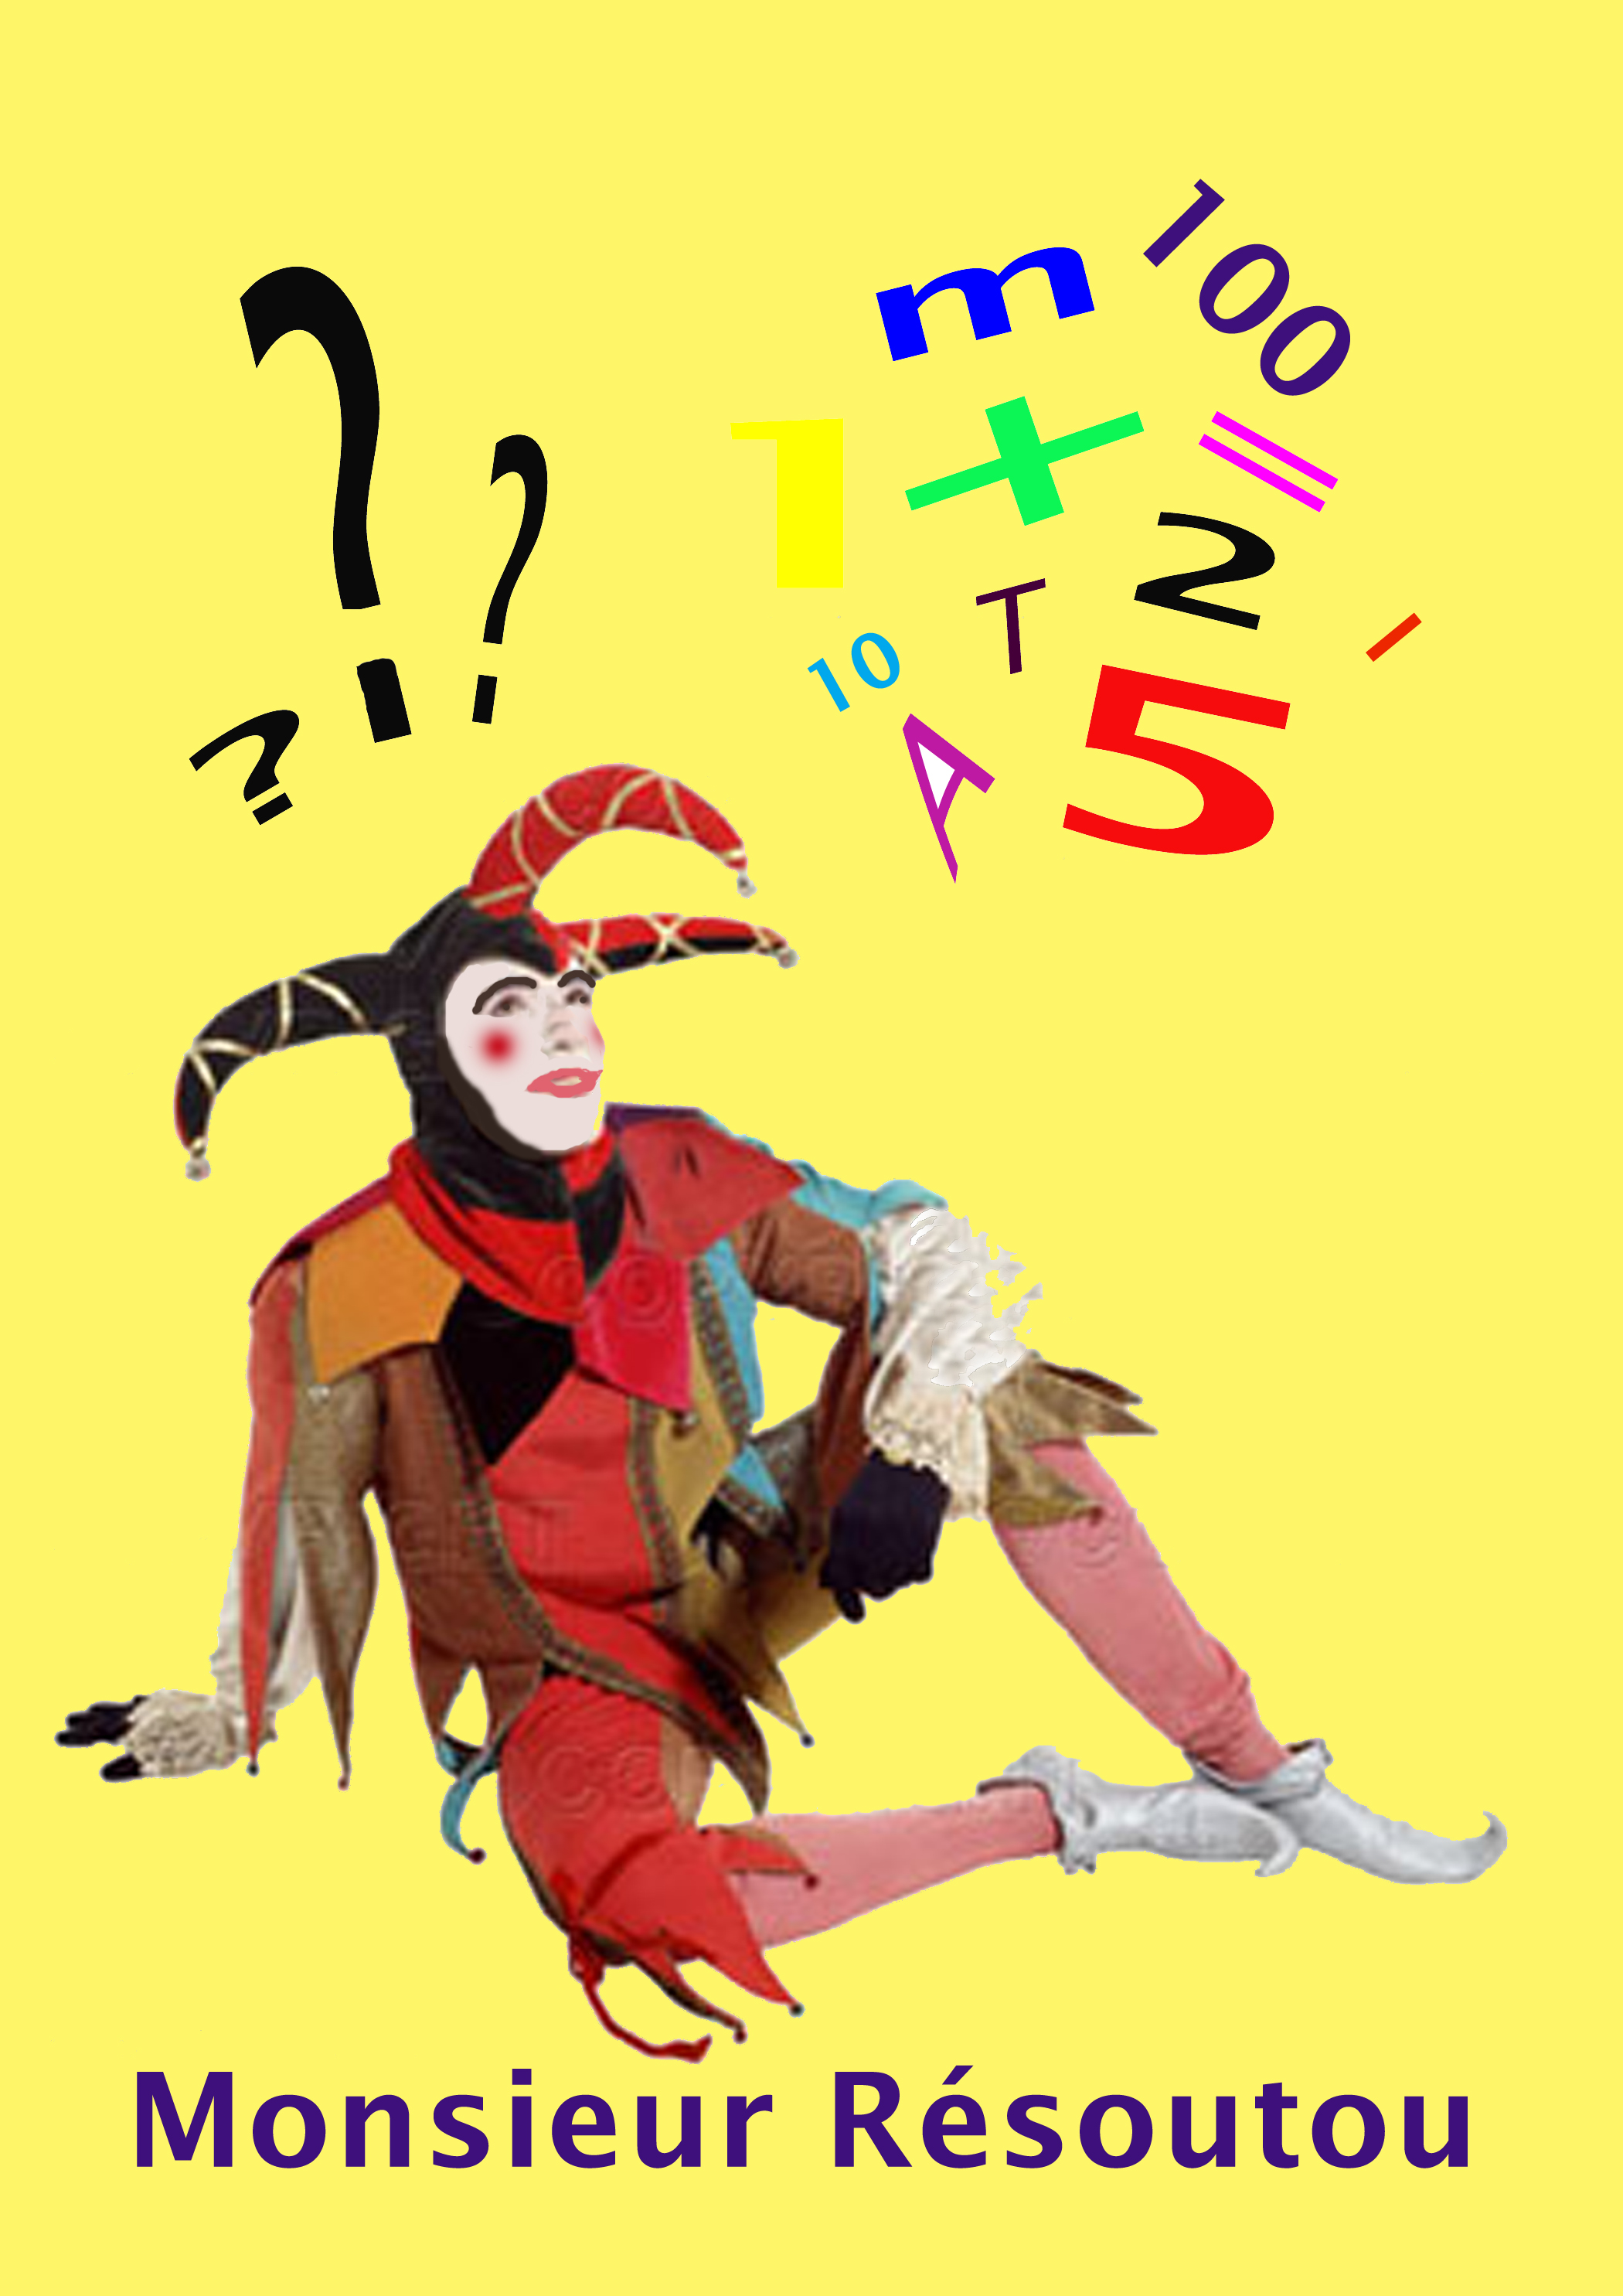 ? ? ?
m 100
1 + =
T 2
10 -
A 5
Monsieur Résoutou